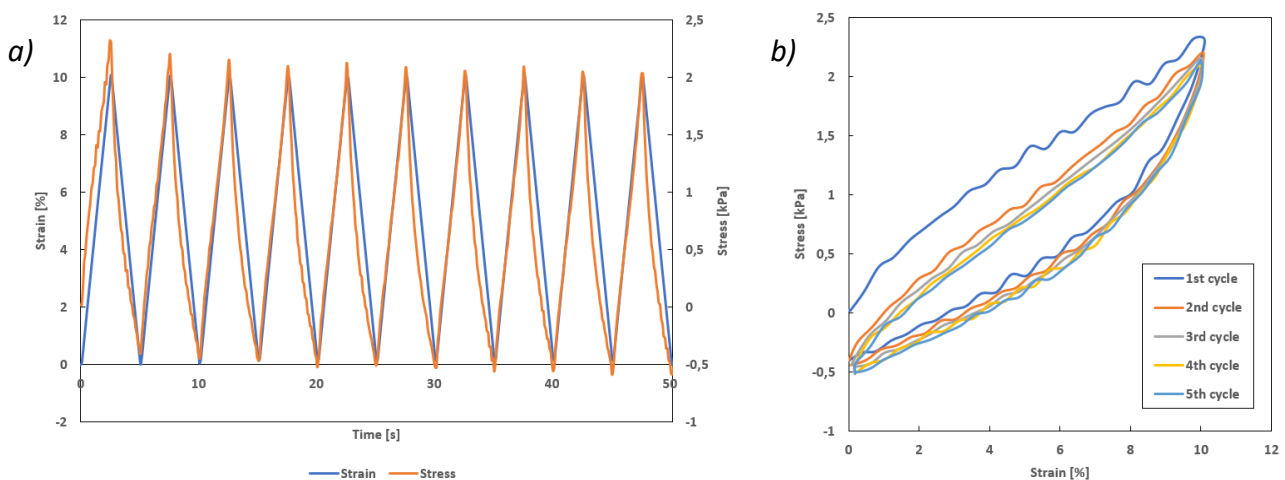 a)
12
10
8
6
4
2
0
-2
Strain [%]
0
10
20
30
40
50
Time [s]
2,5
2
1,5
1
0,5
0
-0,5
-1
Stress [kPa]
Strain
Stress
b)
2,5
2
1,5
1
0,5
0
-0,5
-1
Stress [kPa]
0
2
4
6
8
10
12
Strain [%]
1st cycle
2nd cycle
3rd cycle
4th cycle
5th cycle